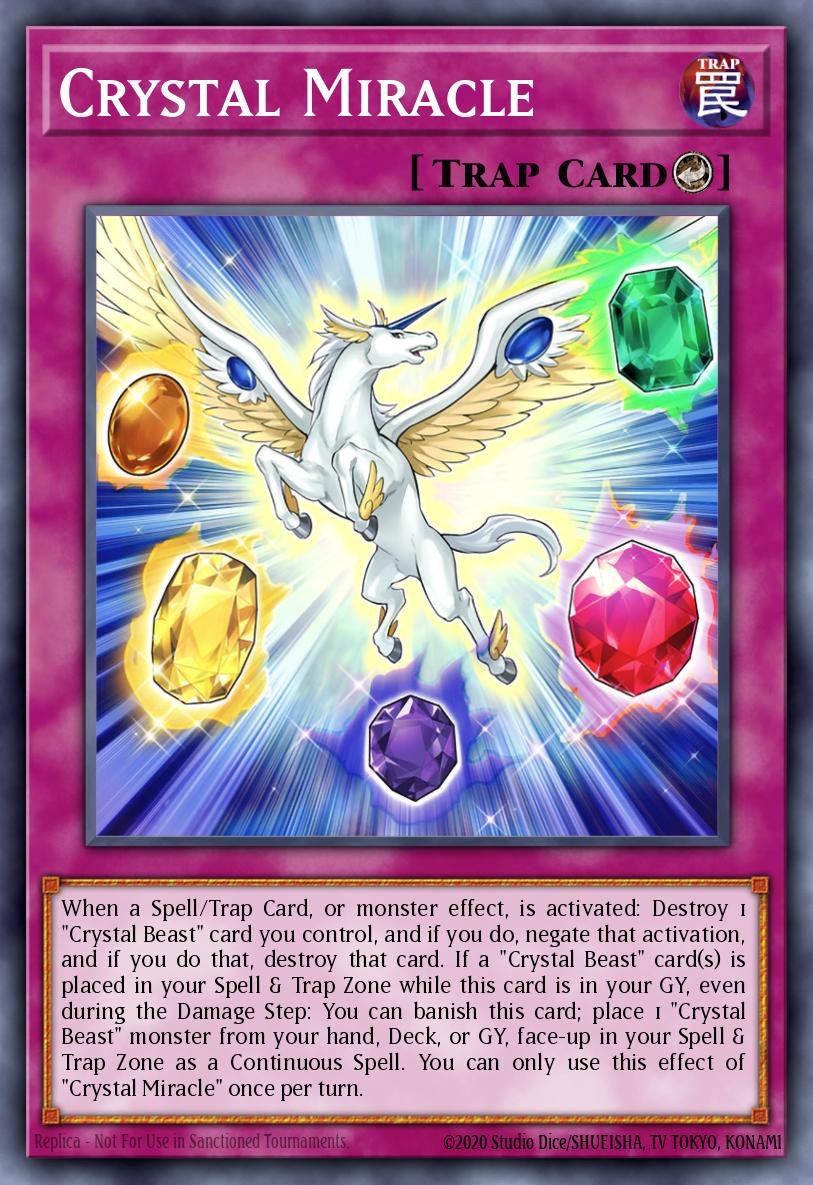 Crystal Miracle
TRAP
罠
[ Trap Card ]
When a Spell/Trap Card, or monster effect, is activated: Destroy 1
"Crystal Beast" card you control, and if you do, negate that activation,
and if you do that, destroy that card. If a "Crystal Beast" card(s) is
placed in your Spell & Trap Zone while this card is in your GY, even
during the Damage Step: You can banish this card; place 1 "Crystal
Beast" monster from your hand, Deck, or GY, face-up in your Spell &
Trap Zone as a Continuous Spell. You can only use this effect of
"Crystal Miracle" once per turn.
Replica - Not For Use in Sanctioned Tournaments.
©2020 Studio Dice/SHUEISHA, TV TOKYO, KONAMI